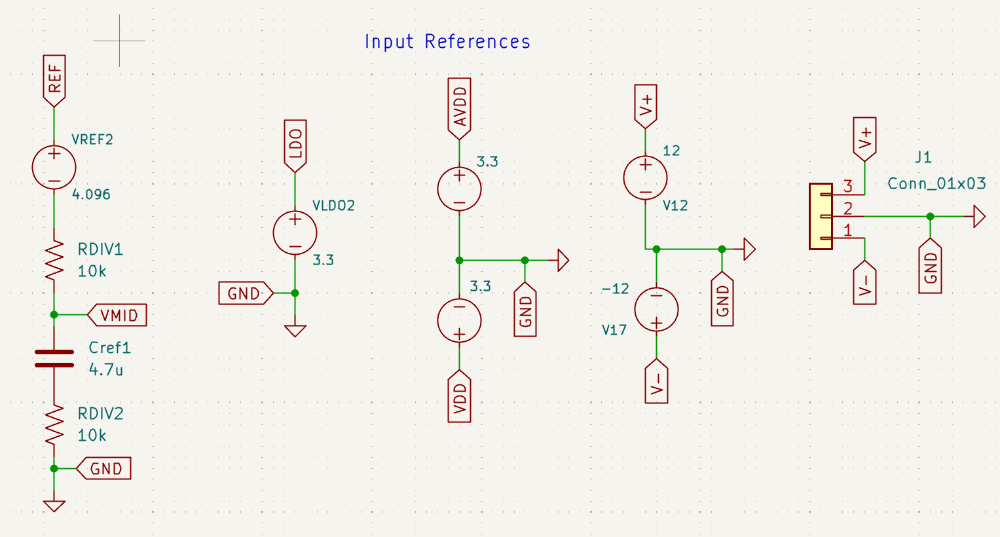 Input References
REF
VREF2
4.096
RDIV1
10k
VMID
Cref1
4.7u
RDIV2
10k
GND
LDO
VLDO2
3.3
GND
AVDD
3.3
3.3
GND
VDD
V+
12
V12
-12
V17
GND
V-
V+
J1
Conn_01x03
3
2
1
GND
V-